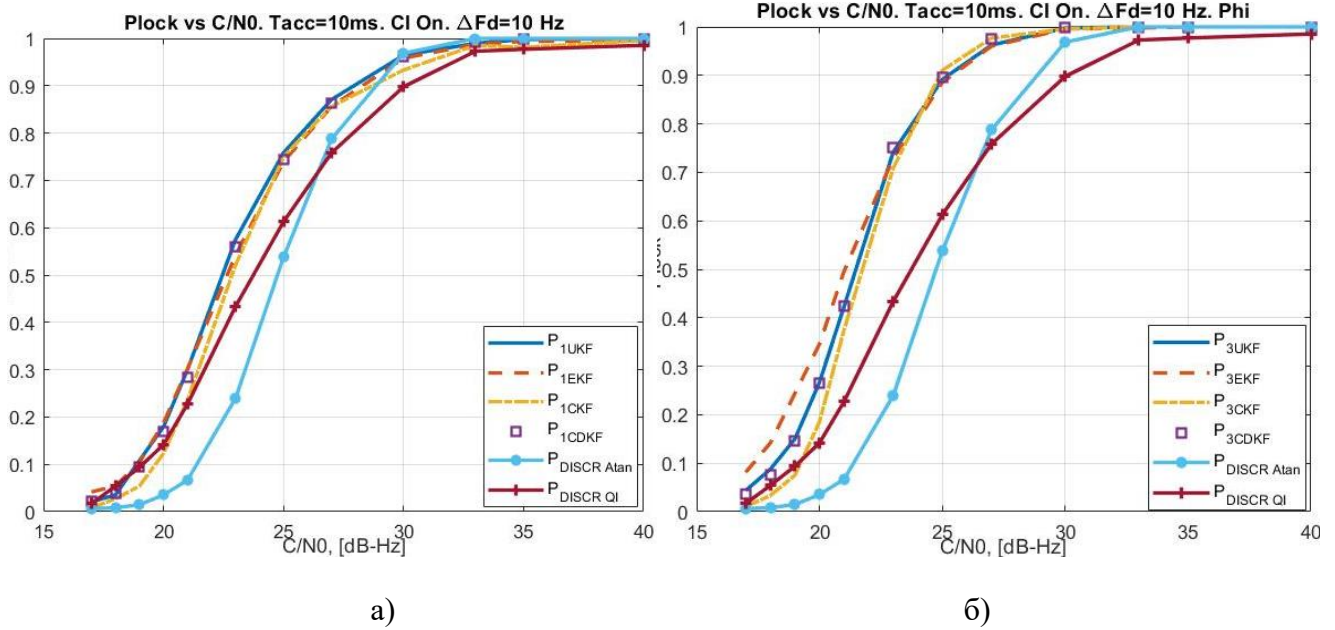 Plock vs C/N0. Tacc=10ms. CI On. ΔFd=10 Hz
1
0.9
0.8
0.7
0.6
0.5
0.4
0.3
0.2
0.1
0
15
20
25
30
35
40
C/N0, [dB-Hz]
P1UKF
P1EKF
P1CKF
P1CDKF
PDISCR Atan
PDISCR QI
а)
Plock vs C/N0. Tacc=10ms. CI On. ΔFd=10 Hz. Phi
1
0.9
0.8
0.7
0.6
0.5
0.4
0.3
0.2
0.1
0
15
20
25
30
35
40
C/N0, [dB-Hz]
P3UKF
P3EKF
P3CKF
P3CDKF
PDISCR Atan
PDISCR QI
б)